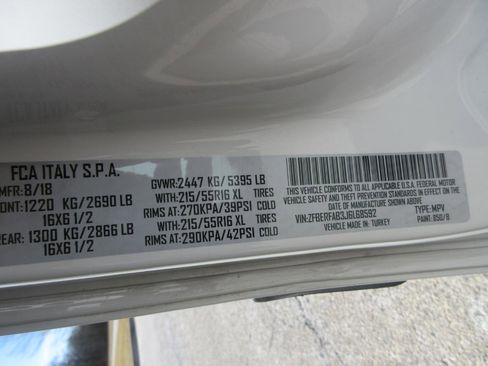 FCA ITALY S.P.A.
MFR: 8/18
GVWR: 2447 KG/ 5395 LB
ONT: 1220 KG/2690 LB
WITH: 215/55R16 XL TIRES
16X6 1/2
RIMS AT: 270KPA/39PSI COLD
REAR: 1300 KG/2866 LB
WITH: 215/55R16 XL TIRES
16X6 1/2
RIMS AT: 290KPA/42PSI COLD
THIS VEHICLE CONFORMS TO ALL APPLICABLE U.S.A. FEDERAL MOTOR
VEHICLE SAFETY AND THEFT PREVENTION STANDARDS IN EFFECT ON THE
DATE OF MANUFACTURE SHOWN ABOVE.
VIN: ZFBERFAB3J6L68592 TYPE: MPV
VEHICLE MADE IN: TURKEY PAINT: 850/B